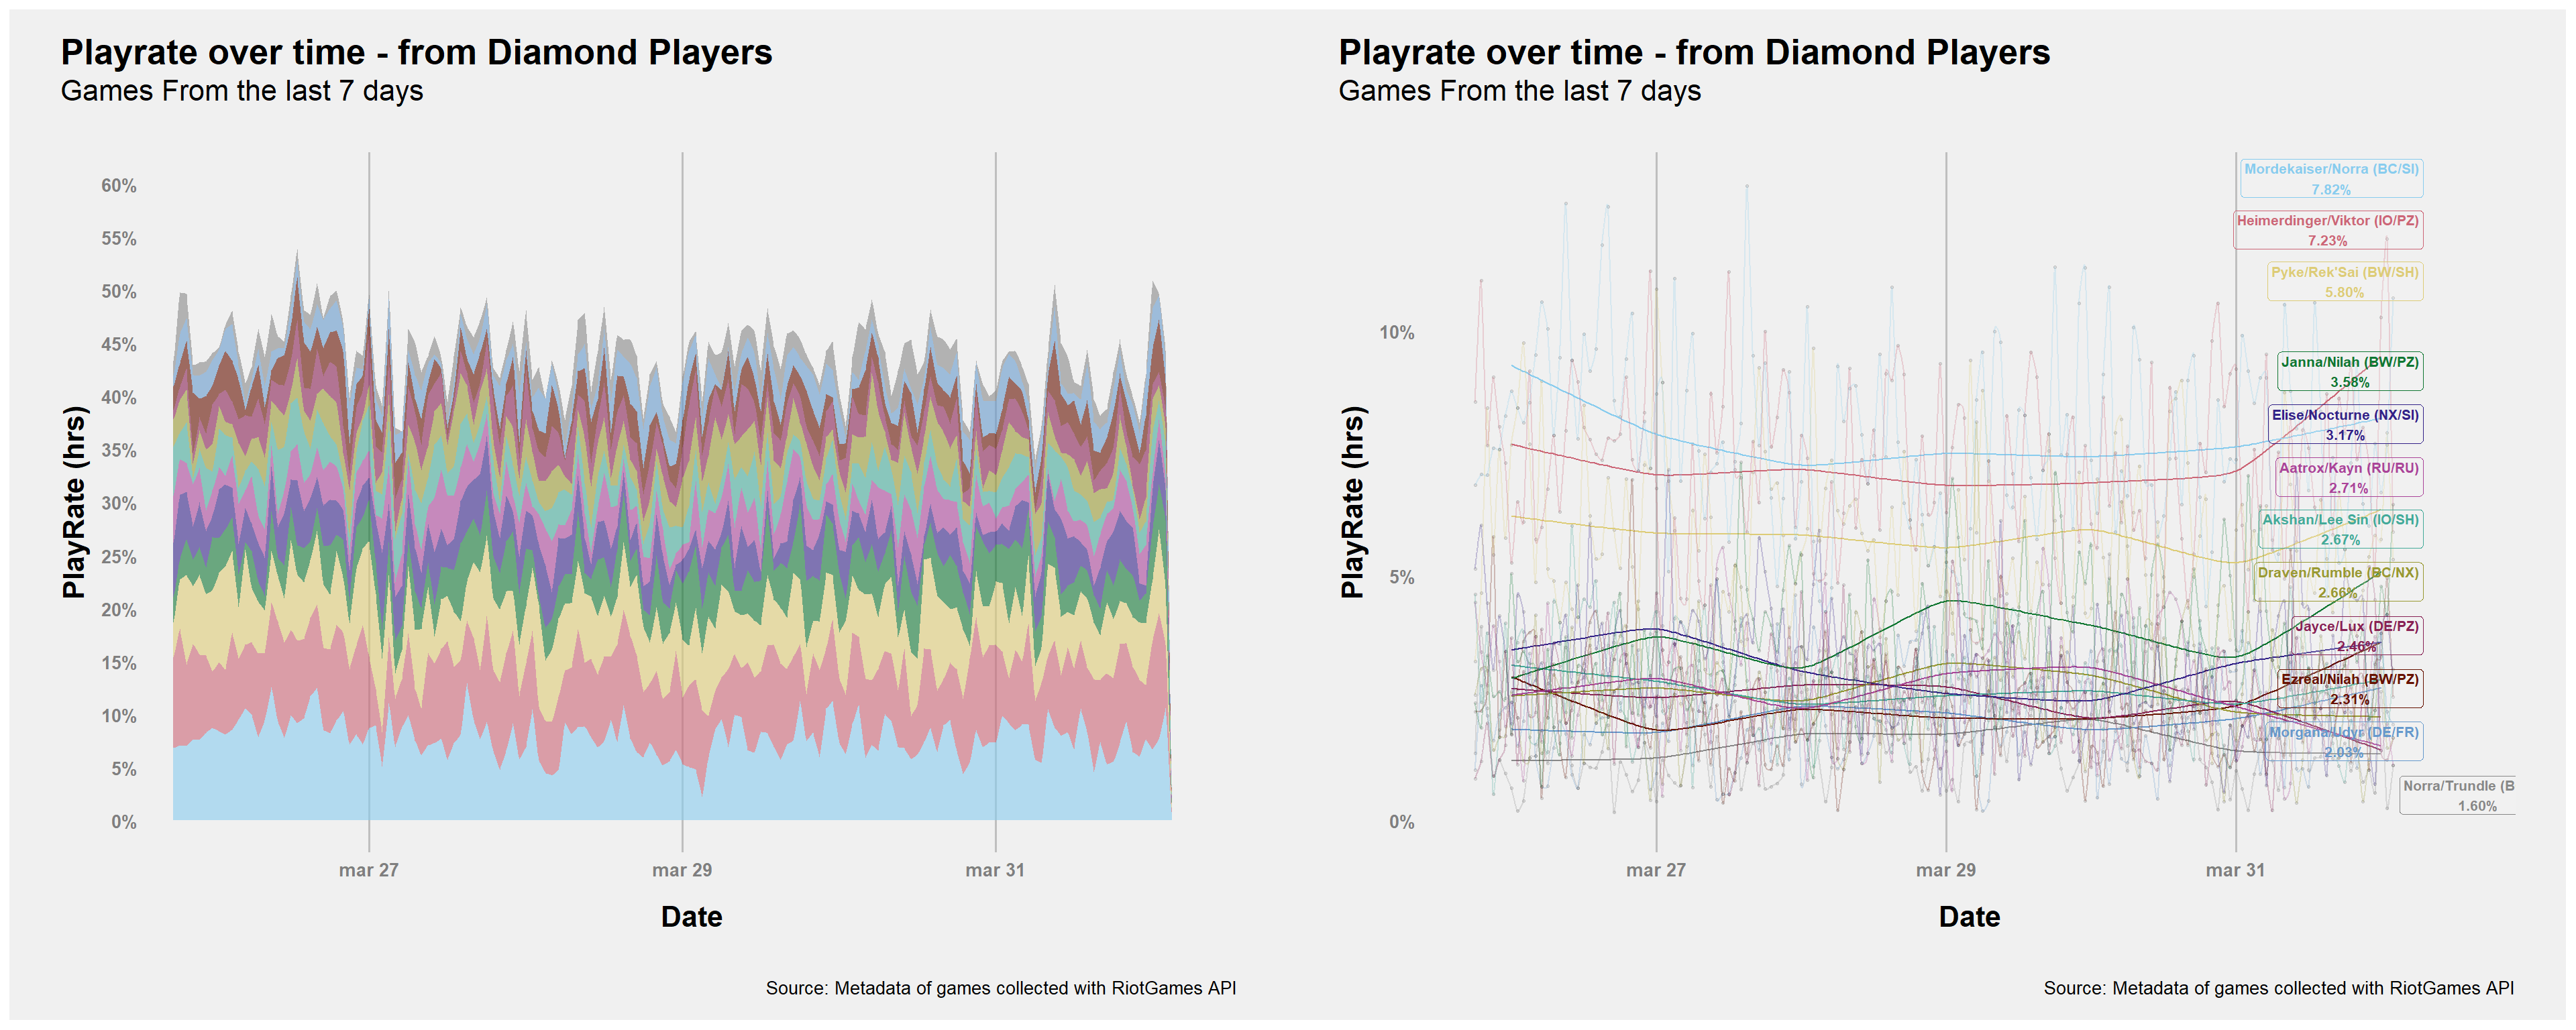 Playrate over time - from Diamond Players
Games From the last 7 days
60%
55%
50%
45%
40%
35%
30%
25%
20%
15%
10%
5%
0%
PlayRate (hrs)
mar 27
mar 29
mar 31
Date
Source: Metadata of games collected with RiotGames API
Playrate over time - from Diamond Players
Games From the last 7 days
10%
5%
0%
PlayRate (hrs)
Mordekaiser/Norra (BC/SI)
7.82%
Heimerdinger/Viktor (IO/PZ)
7.23%
Pyke/Rek'Sai (BW/SH)
5.80%
Janna/Nilah (BW/PZ)
3.58%
Elise/Nocturne (NX/SI)
3.17%
Aatrox/Kayn (RU/RU)
2.71%
Akshan/Lee Sin (IO/SH)
2.67%
Draven/Rumble (BC/NX)
2.66%
Jayce/Lux (DE/PZ)
2.46%
Ezreal/Nilah (BW/PZ)
2.31%
Morgana/Udyr (DE/FR)
2.03%
Norra/Trundle (B
1.60%
mar 27
mar 29
mar 31
Date
Source: Metadata of games collected with RiotGames API